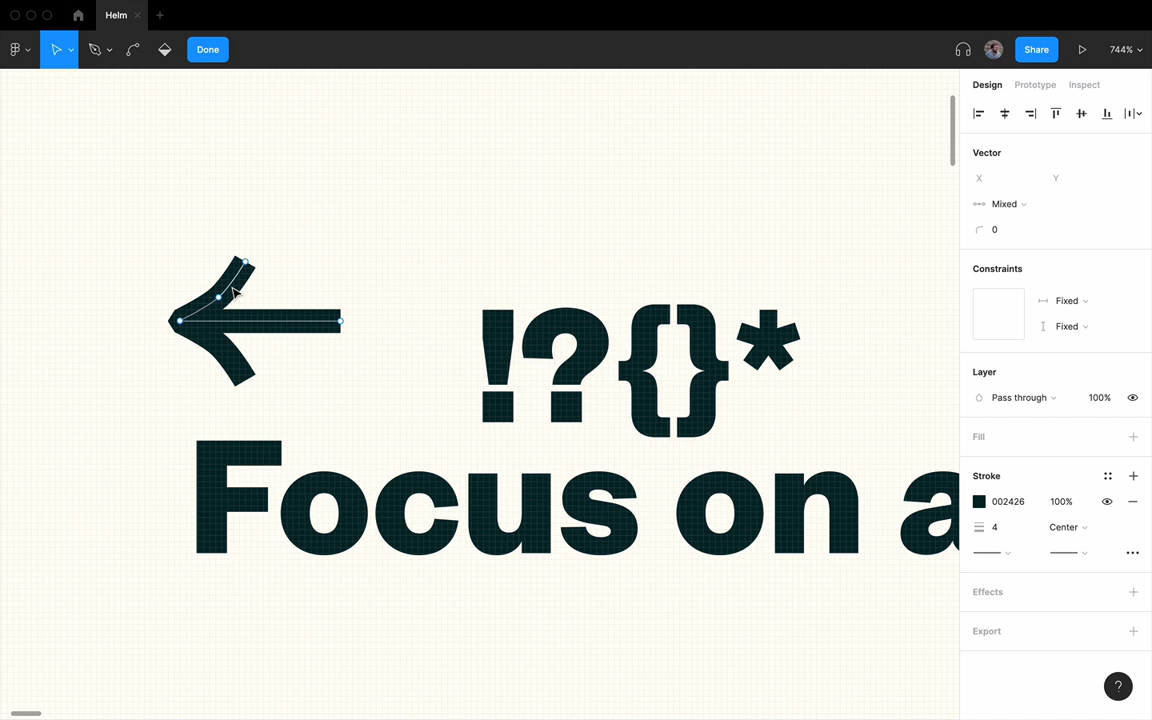 Helm
Done
Share
744%
Design Prototype Inspect
Vector
X Y
Mixed
0
Constraints
Fixed
Fixed
Layer
Pass through 100%
Fill
Stroke
002426 100%
4 Center
Effects
Export
?
!?{}*
Focus on a